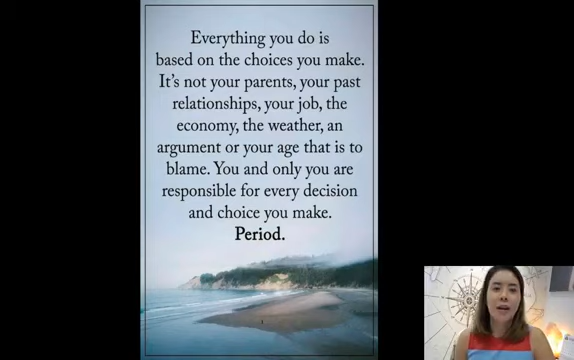 Everything you do is
based on the choices you make.
It's not your parents, your past
relationships, your job, the
economy, the weather, an
argument or your age that is to
blame. You and only you are
responsible for every decision
and choice you make.
Period.